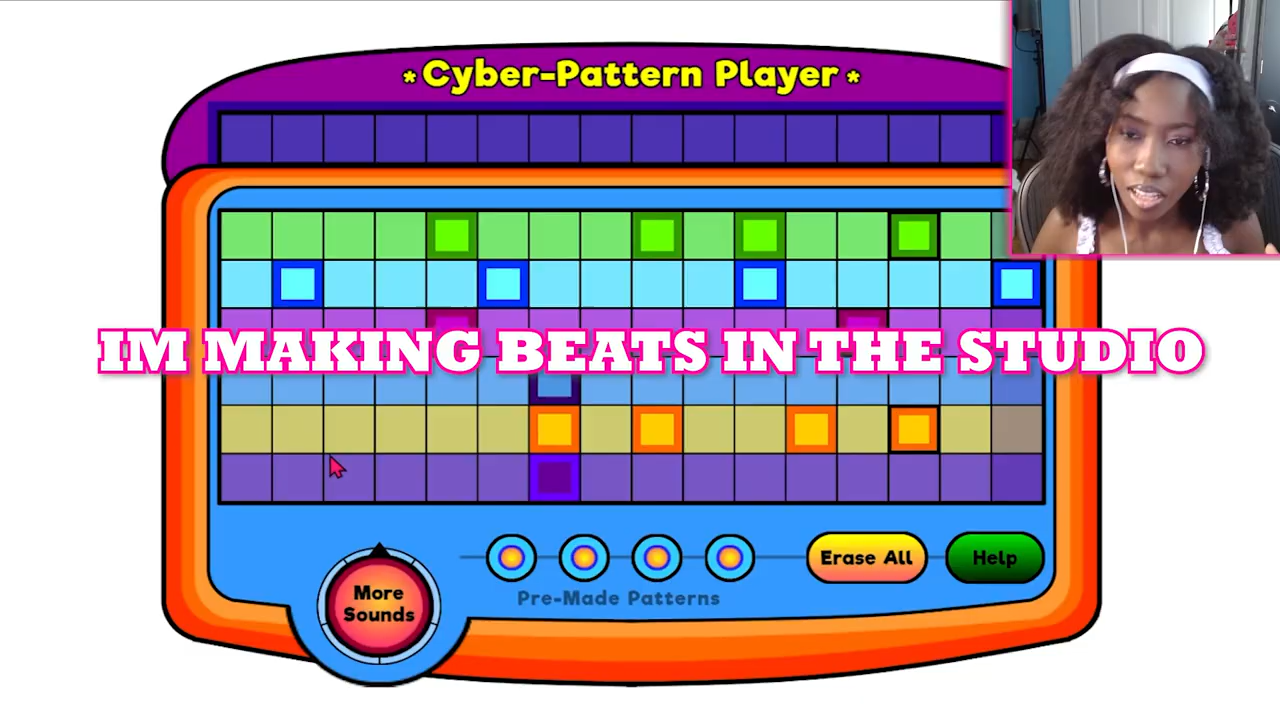 *Cyber-Pattern Player*
IM MAKING BEATS IN THE STUDIO
More
Sounds
Pre-Made Patterns
Erase All
Help